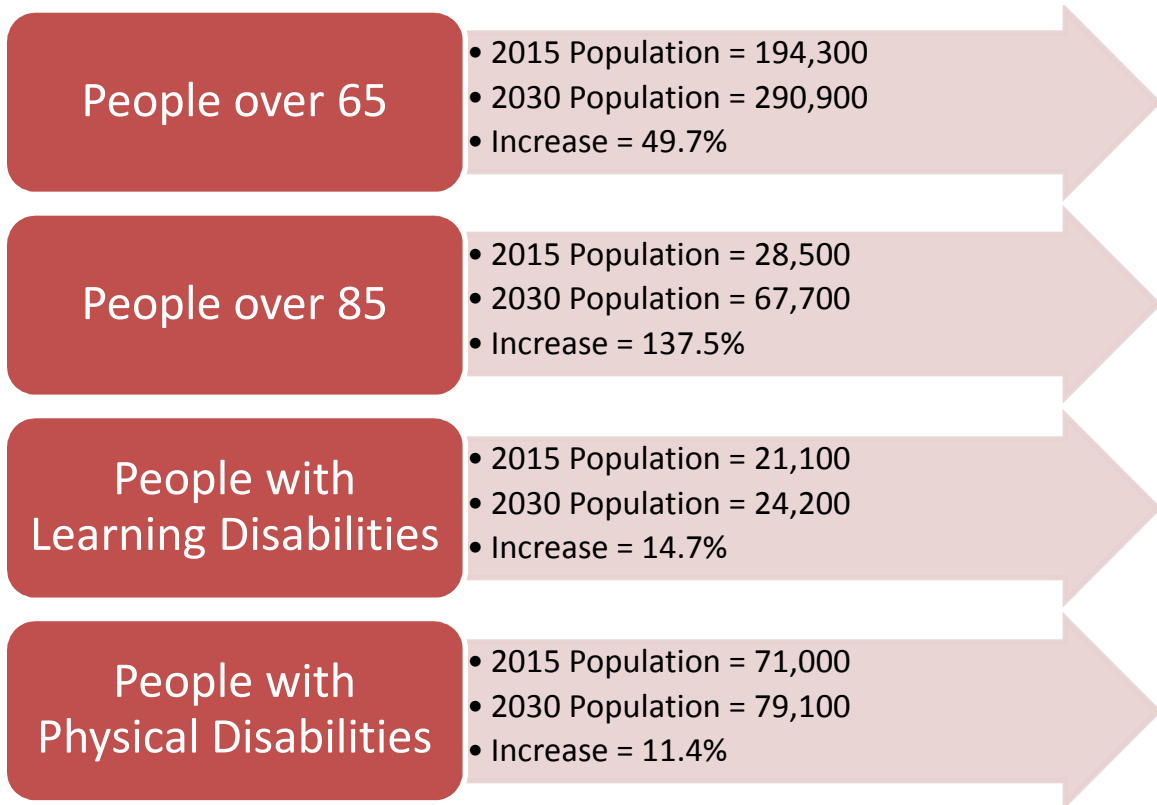 People over 65
• 2015 Population = 194,300
• 2030 Population = 290,900
• Increase = 49.7%
People over 85
• 2015 Population = 28,500
• 2030 Population = 67,700
• Increase = 137.5%
People with
Learning Disabilities
• 2015 Population = 21,100
• 2030 Population = 24,200
• Increase = 14.7%
People with
Physical Disabilities
• 2015 Population = 71,000
• 2030 Population = 79,100
• Increase = 11.4%